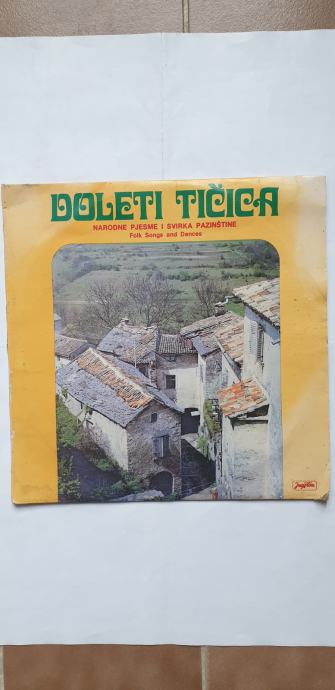 DOLETI TIČICA
NARODNE PJESME I SVIRKA PAZINŠTINE
Folk Songs and Dances
Jugoton